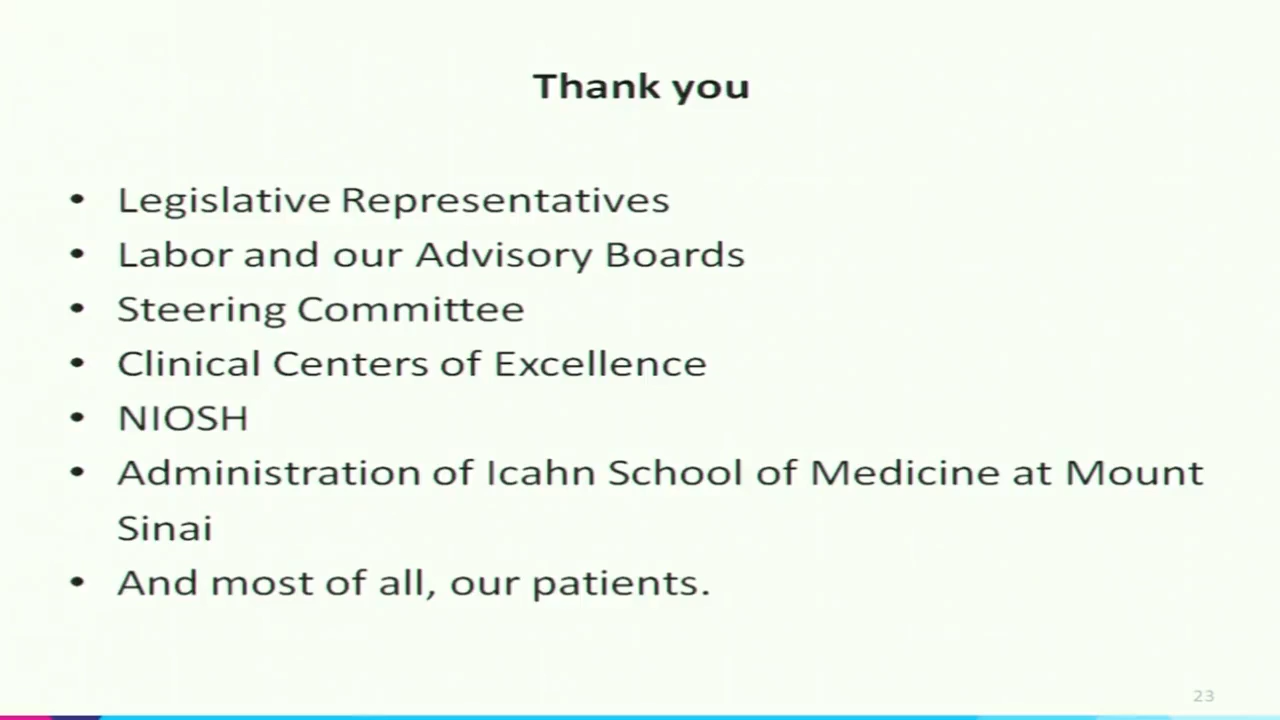 Thank you
• Legislative Representatives
• Labor and our Advisory Boards
• Steering Committee
• Clinical Centers of Excellence
• NIOSH
• Administration of Icahn School of Medicine at Mount
Sinai
• And most of all, our patients.
23